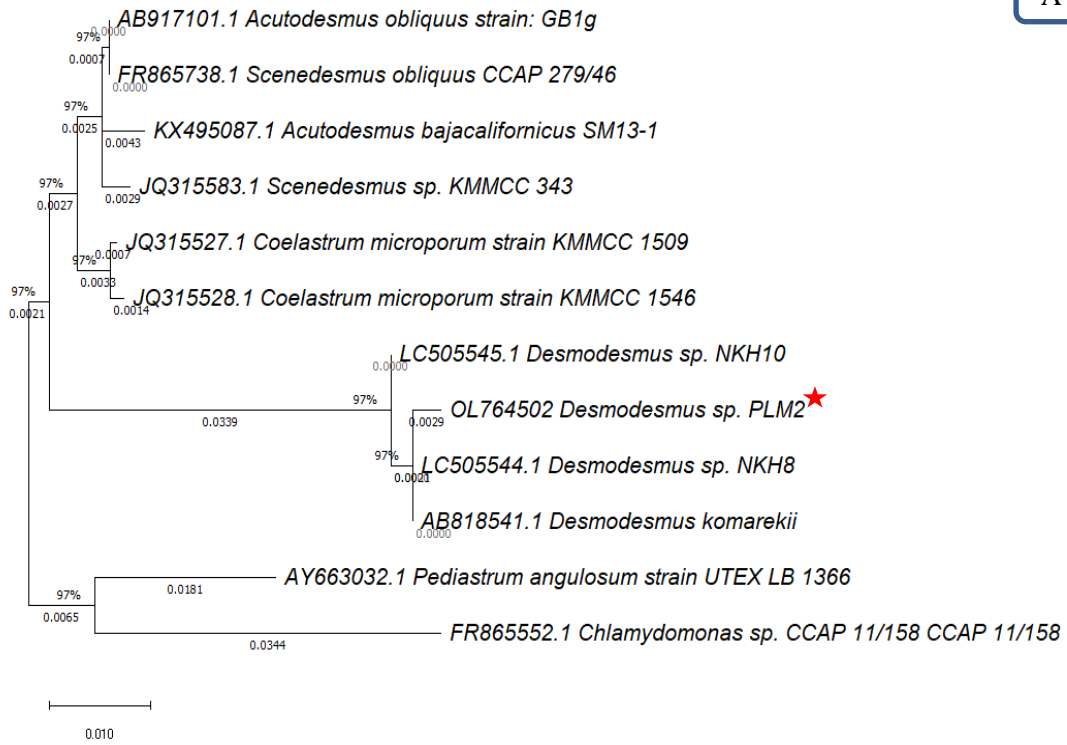 A
AB917101.1 Acutodesmus obliquus strain: GB1g
0.0000
97%
0.0007
FR865738.1 Scenedesmus obliquus CCAP 279/46
0.0000
97%
0.0025
KX495087.1 Acutodesmus bajacalifornicus SM13-1
0.0043
97%
0.0027
JQ315583.1 Scenedesmus sp. KMMCC 343
0.0029
JQ315527.1 Coelastrum microporum strain KMMCC 1509
0.0007
97%
0.0033
JQ315528.1 Coelastrum microporum strain KMMCC 1546
0.0014
97%
0.0021
LC505545.1 Desmodesmus sp. NKH10
0.0000
97%
0.0339
OL764502 Desmodesmus sp. PLM2
0.0029
97%
0.0021
LC505544.1 Desmodesmus sp. NKH8
AB818541.1 Desmodesmus komarekii
0.0000
AY663032.1 Pediastrum angulosum strain UTEX LB 1366
0.0181
97%
0.0065
FR865552.1 Chlamydomonas sp. CCAP 11/158 CCAP 11/158
0.0344
0.010